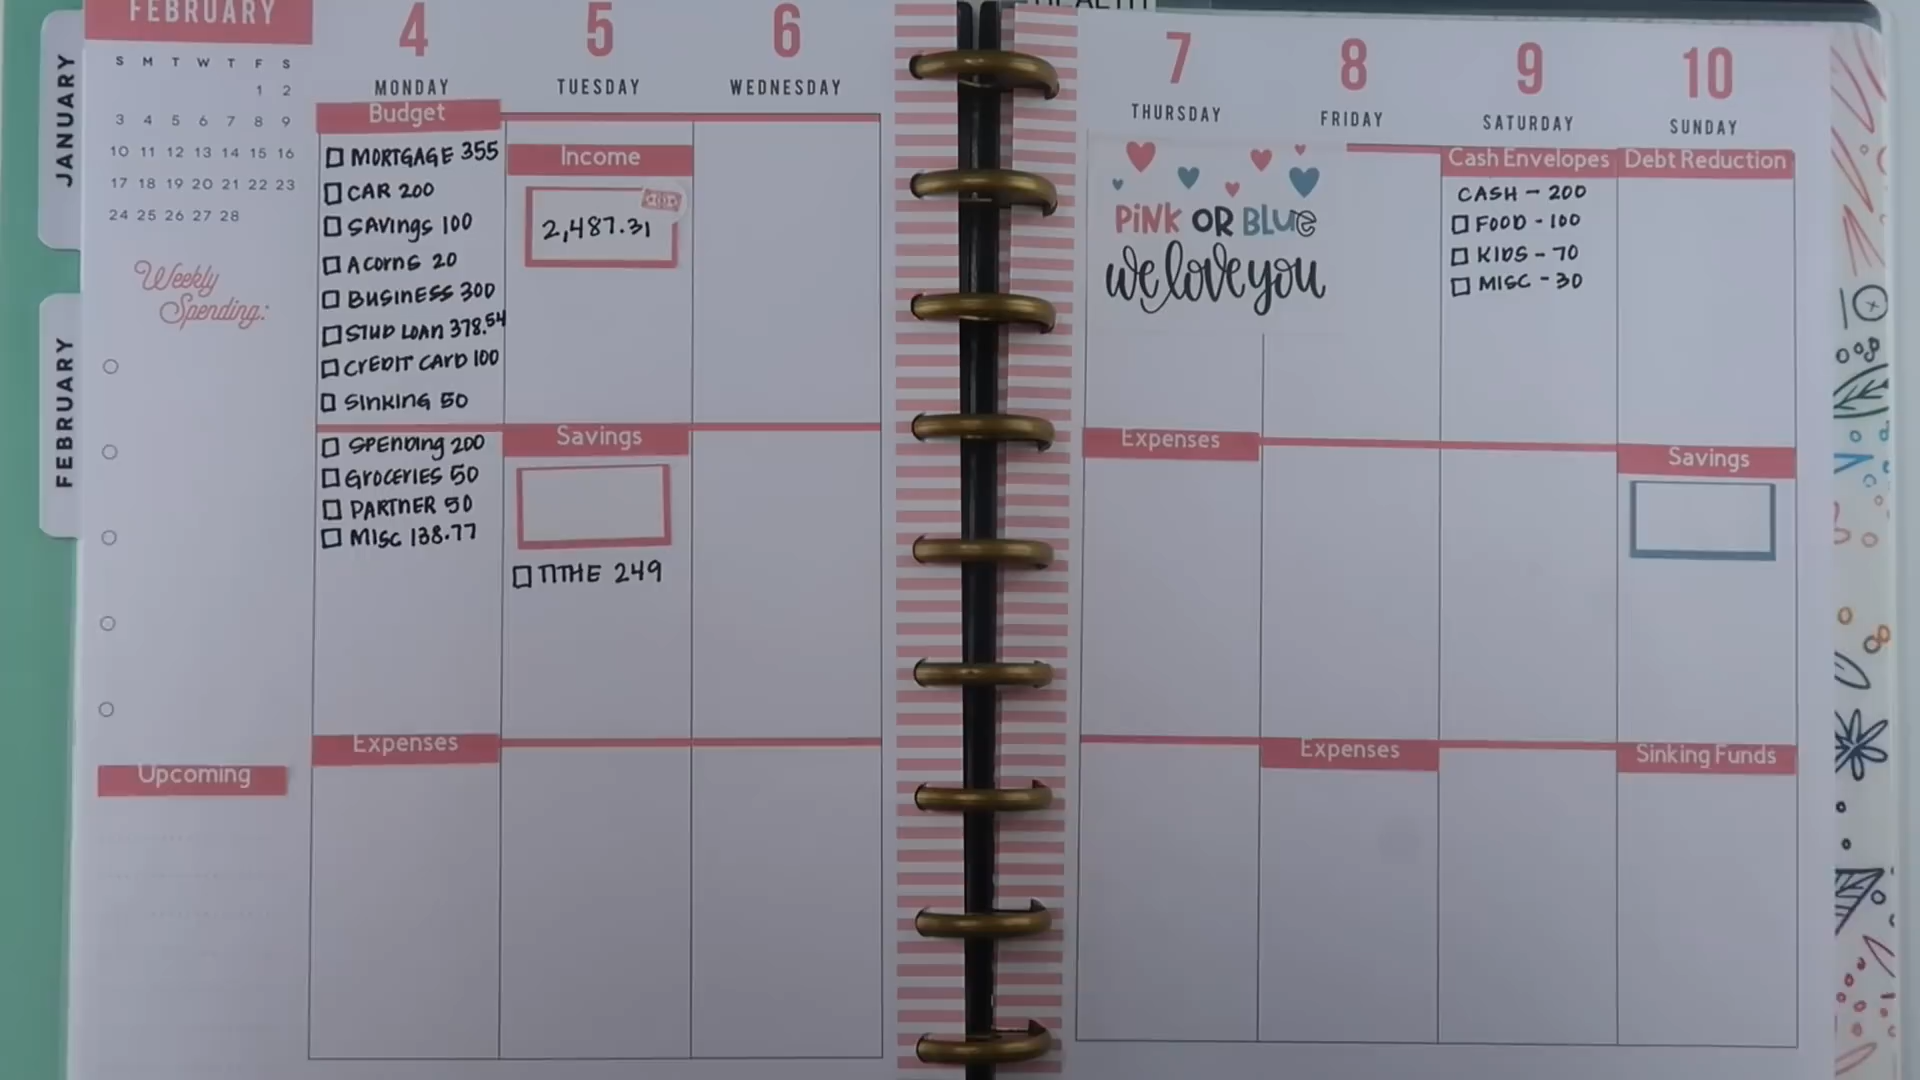 HEALTH
JANUARY
FEBRUARY
FEBRUARY
S M T W T F S
1 2
3 4 5 6 7 8 9
10 11 12 13 14 15 16
17 18 19 20 21 22 23
24 25 26 27 28
Weekly
Spending:
Upcoming
4
MONDAY
Budget
MORTGAGE 355
CAR 200
SAVINGS 100
ACORNS 20
BUSINESS 300
STUD LOAN 378.54
CREDIT CARD 100
SINKING 50
SPENDING 200
GROCERIES 50
PARTNER 50
MISC 138.77
Expenses
5
TUESDAY
Income
2,487.31
Savings
TITHE 249
6
WEDNESDAY
7
THURSDAY
PINK OR BLUE
we love you
Expenses
8
FRIDAY
Expenses
9
SATURDAY
Cash Envelopes
CASH - 200
FOOD - 100
KIDS - 70
MISC - 30
10
SUNDAY
Debt Reduction
Savings
Sinking Funds